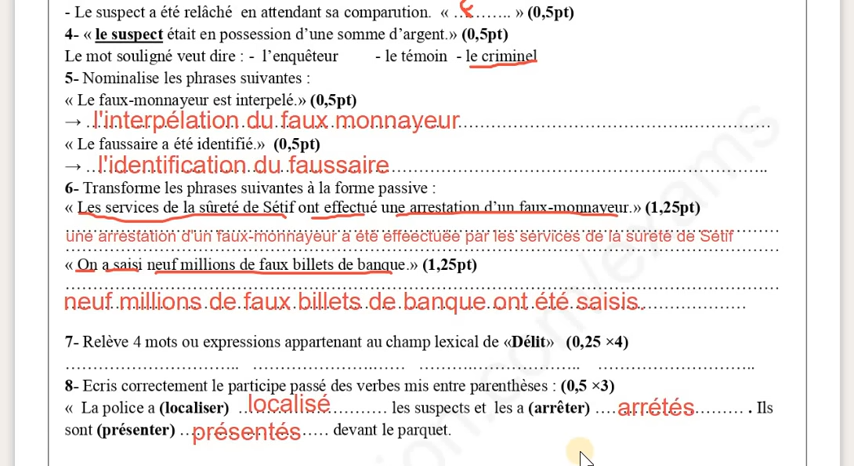 - Le suspect a été relâché en attendant sa comparution. « ............ » (0,5pt)
4- « le suspect était en possession d'une somme d'argent.» (0,5pt)
Le mot souligné veut dire : - l'enquêteur - le témoin - le criminel
5- Nominalise les phrases suivantes :
« Le faux-monnayeur est interpelé.» (0,5pt)
→ l'interpélation du faux monnayeur
« Le faussaire a été identifié.» (0,5pt)
→ l'identification du faussaire
6- Transforme les phrases suivantes à la forme passive :
« Les services de la sûreté de Sétif ont effectué une arrestation d'un faux-monnayeur.» (1,25pt)
une arrestation d'un faux-monnayeur a été effeectuée par les services de la sûreté de Sétif
« On a saisi neuf millions de faux billets de banque.» (1,25pt)
neuf millions de faux billets de banque ont été saisis.
7- Relève 4 mots ou expressions appartenant au champ lexical de «Délit» (0,25 ×4)
8- Ecris correctement le participe passé des verbes mis entre parenthèses : (0,5 ×3)
« La police a (localiser) localisé les suspects et les a (arrêter) arrétés . Ils
sont (présenter) présentés devant le parquet.